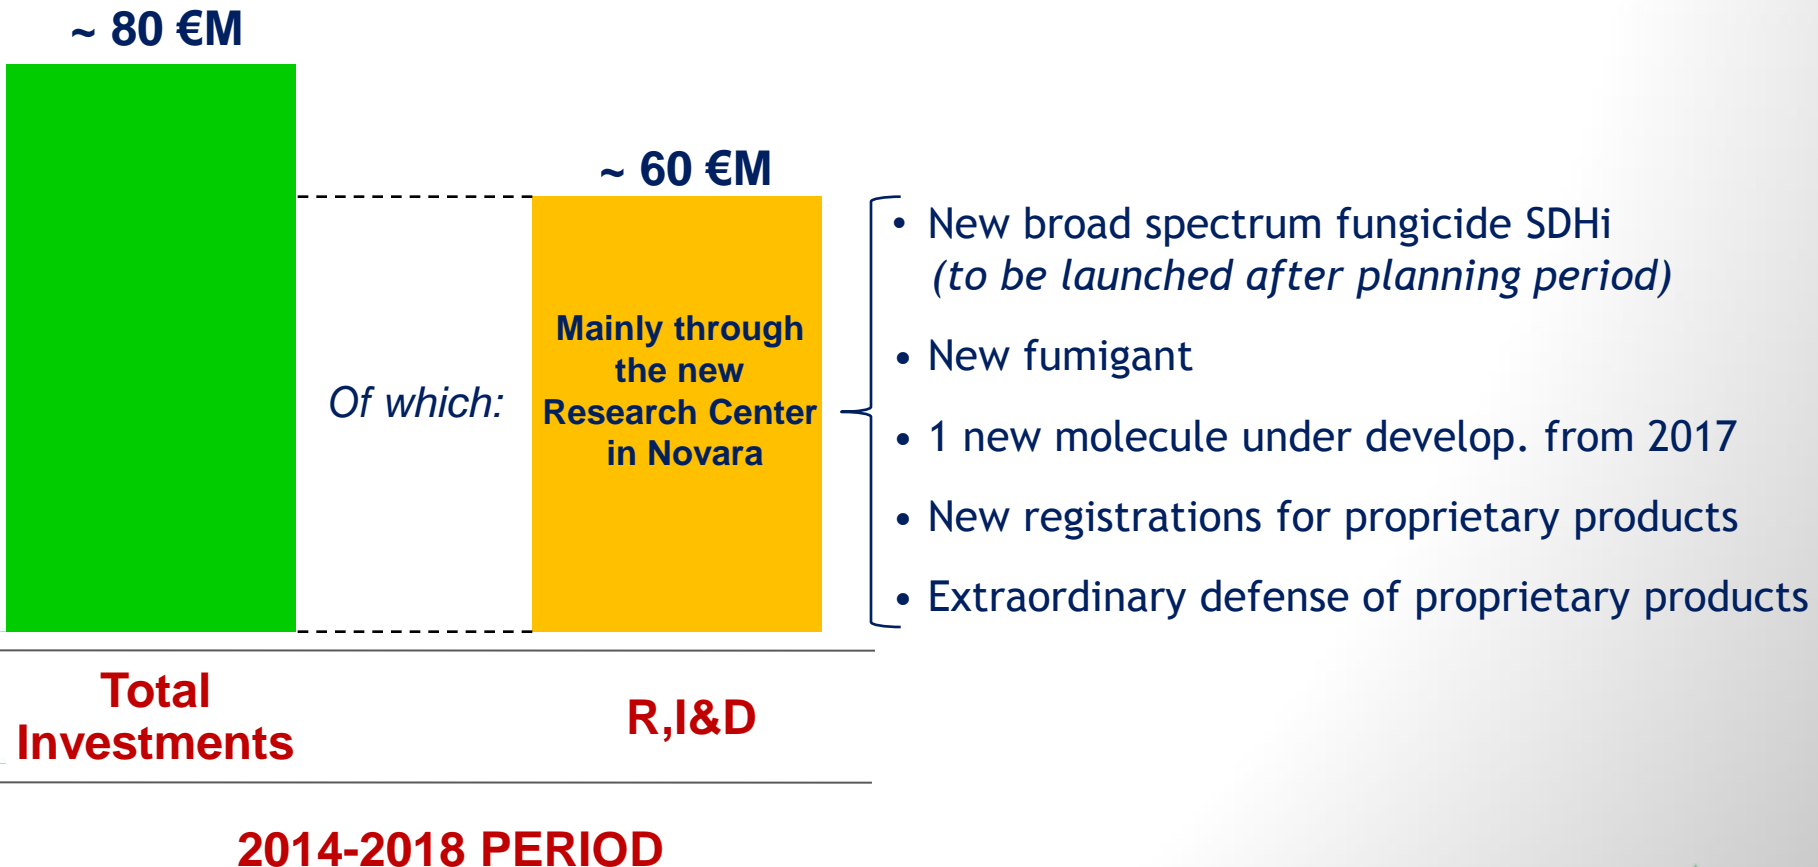 ~ 80 €M
~ 60 €M
Of which:
Mainly through
the new
Research Center
in Novara
• New broad spectrum fungicide SDHi
(to be launched after planning period)
• New fumigant
• 1 new molecule under develop. from 2017
• New registrations for proprietary products
• Extraordinary defense of proprietary products
Total
Investments
R,I&D
2014-2018 PERIOD